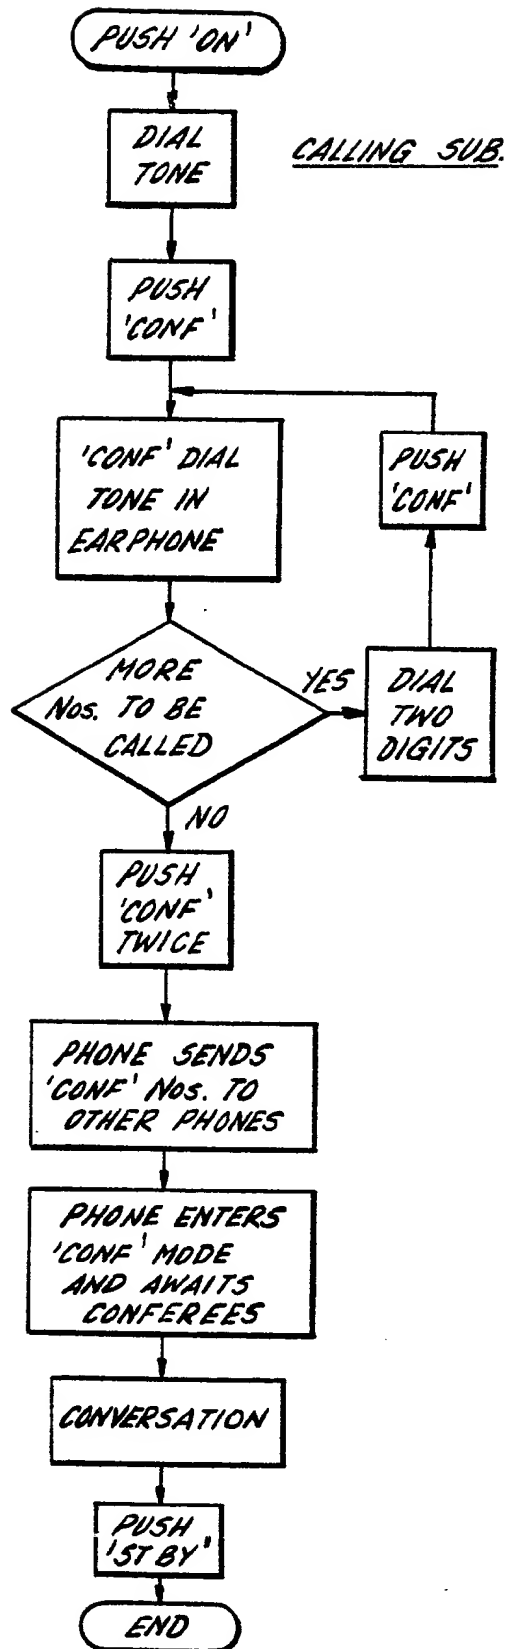 PUSH 'ON'
DIAL
TONE
CALLING SUB.
PUSH
'CONF'
'CONF' DIAL
TONE IN
EARPHONE
PUSH
'CONF'
MORE
Nos. TO BE
CALLED
YES
DIAL
TWO
DIGITS
NO
PUSH
'CONF'
TWICE
PHONE SENDS
'CONF' Nos. TO
OTHER PHONES
PHONE ENTERS
'CONF' MODE
AND AWAITS
CONFEREES
CONVERSATION
PUSH
'ST BY'
END